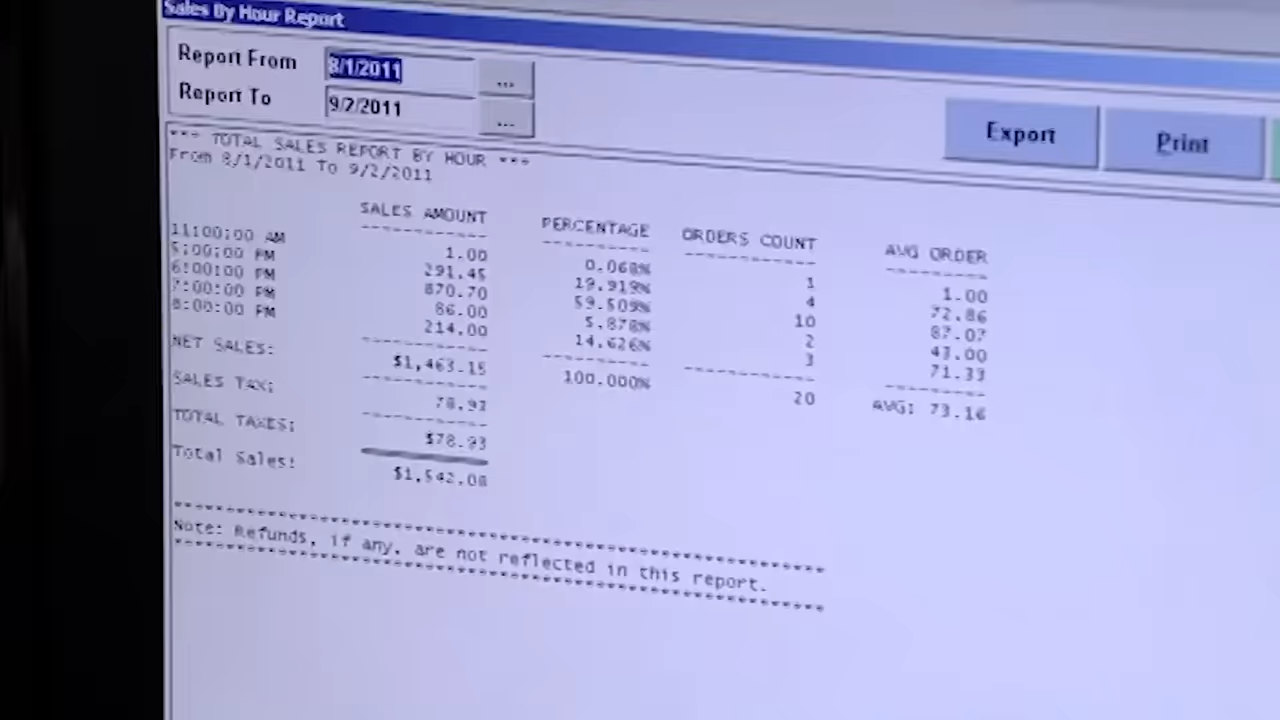 Sales By Hour Report
Report From 8/1/2011 ...
Report To 9/2/2011 ...
Export Print
*** TOTAL SALES REPORT BY HOUR ***
From 8/1/2011 To 9/2/2011
SALES AMOUNT PERCENTAGE ORDERS COUNT AVG ORDER
11:00:00 AM 1.00 0.068% 1 1.00
5:00:00 PM 291.45 19.919% 4 72.86
6:00:00 PM 870.70 59.509% 10 87.07
7:00:00 PM 86.00 5.878% 2 43.00
8:00:00 PM 214.00 14.626% 3 71.33
NET SALES: $1,463.15 100.000% 20 AVG: 73.16
SALES TAX: 78.93
TOTAL TAXES: $78.93
Total Sales: $1,542.08
Note: Refunds, if any, are not reflected in this report.